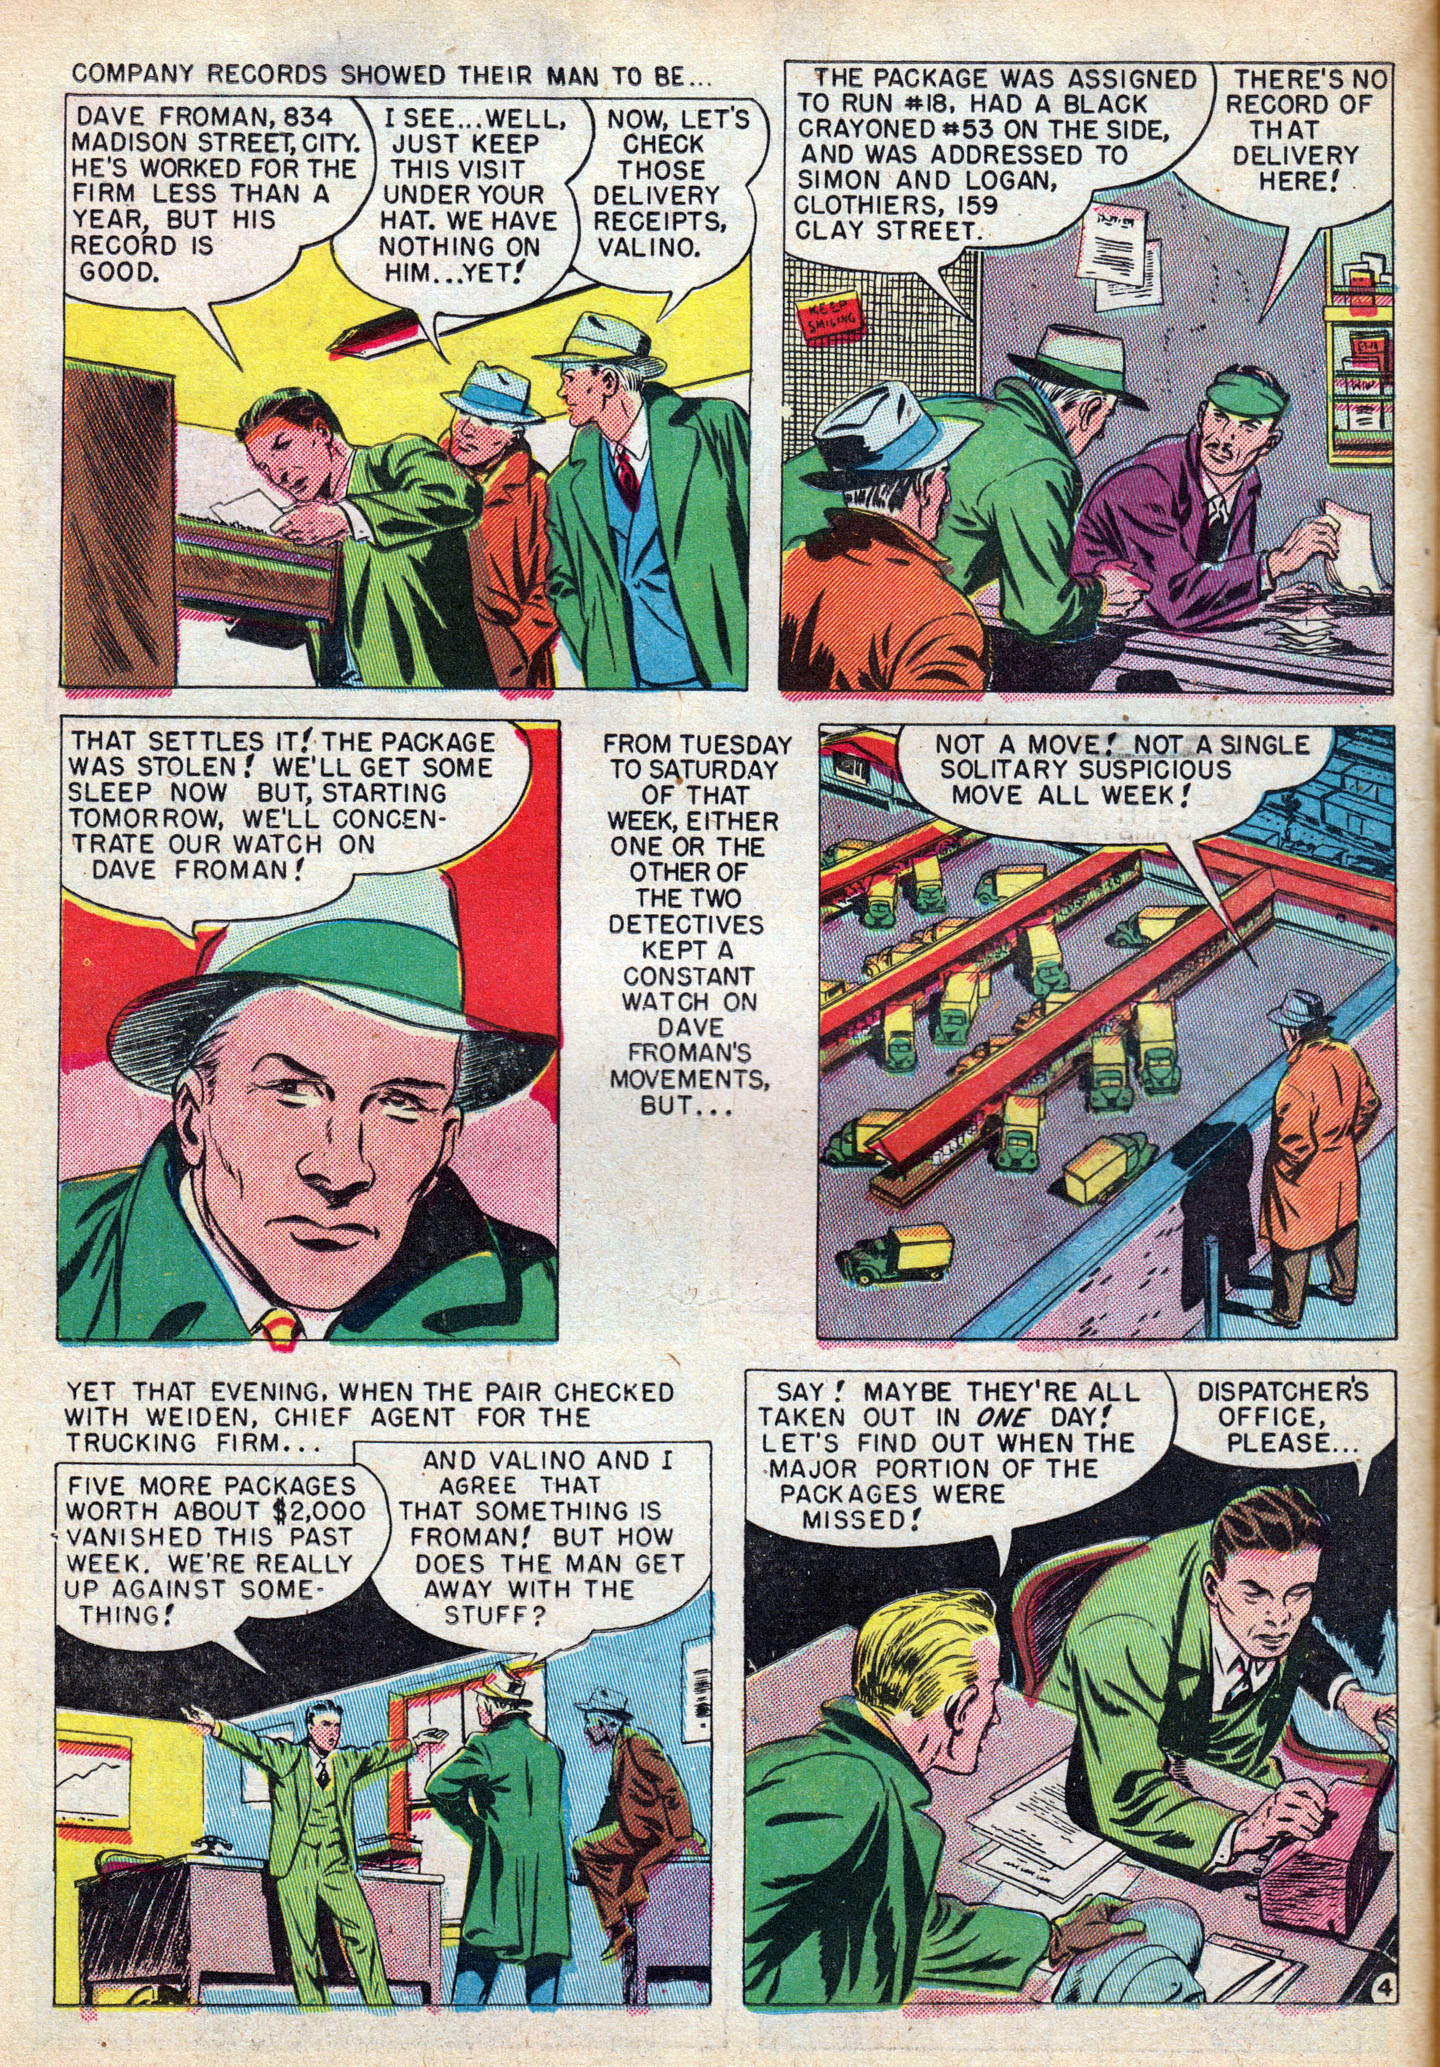 COMPANY RECORDS SHOWED THEIR MAN TO BE...
DAVE FROMAN, 834
MADISON STREET, CITY.
HE'S WORKED FOR THE
FIRM LESS THAN A
YEAR, BUT HIS
RECORD IS
GOOD.
I SEE...WELL,
JUST KEEP
THIS VISIT
UNDER YOUR
HAT. WE HAVE
NOTHING ON
HIM...YET!
NOW, LET'S
CHECK
THOSE
DELIVERY
RECEIPTS,
VALINO.
THE PACKAGE WAS ASSIGNED
TO RUN #18, HAD A BLACK
CRAYONED #53 ON THE SIDE,
AND WAS ADDRESSED TO
SIMON AND LOGAN,
CLOTHIERS, 159
CLAY STREET.
THERE'S NO
RECORD OF
THAT
DELIVERY
HERE!
KEEP
SMILING
THAT SETTLES IT! THE PACKAGE
WAS STOLEN! WE'LL GET SOME
SLEEP NOW BUT, STARTING
TOMORROW, WE'LL CONCEN-
TRATE OUR WATCH ON
DAVE FROMAN!
FROM TUESDAY
TO SATURDAY
OF THAT
WEEK, EITHER
ONE OR THE
OTHER OF
THE TWO
DETECTIVES
KEPT A
CONSTANT
WATCH ON
DAVE
FROMAN'S
MOVEMENTS,
BUT...
NOT A MOVE! NOT A SINGLE
SOLITARY SUSPICIOUS
MOVE ALL WEEK!
YET THAT EVENING, WHEN THE PAIR CHECKED
WITH WEIDEN, CHIEF AGENT FOR THE
TRUCKING FIRM...
FIVE MORE PACKAGES
WORTH ABOUT $2,000
VANISHED THIS PAST
WEEK. WE'RE REALLY
UP AGAINST SOME-
THING!
AND VALINO AND I
AGREE THAT
THAT SOMETHING IS
FROMAN! BUT HOW
DOES THE MAN GET
AWAY WITH THE
STUFF?
SAY! MAYBE THEY'RE ALL
TAKEN OUT IN ONE DAY!
LET'S FIND OUT WHEN THE
MAJOR PORTION OF THE
PACKAGES WERE
MISSED!
DISPATCHER'S
OFFICE,
PLEASE...
4